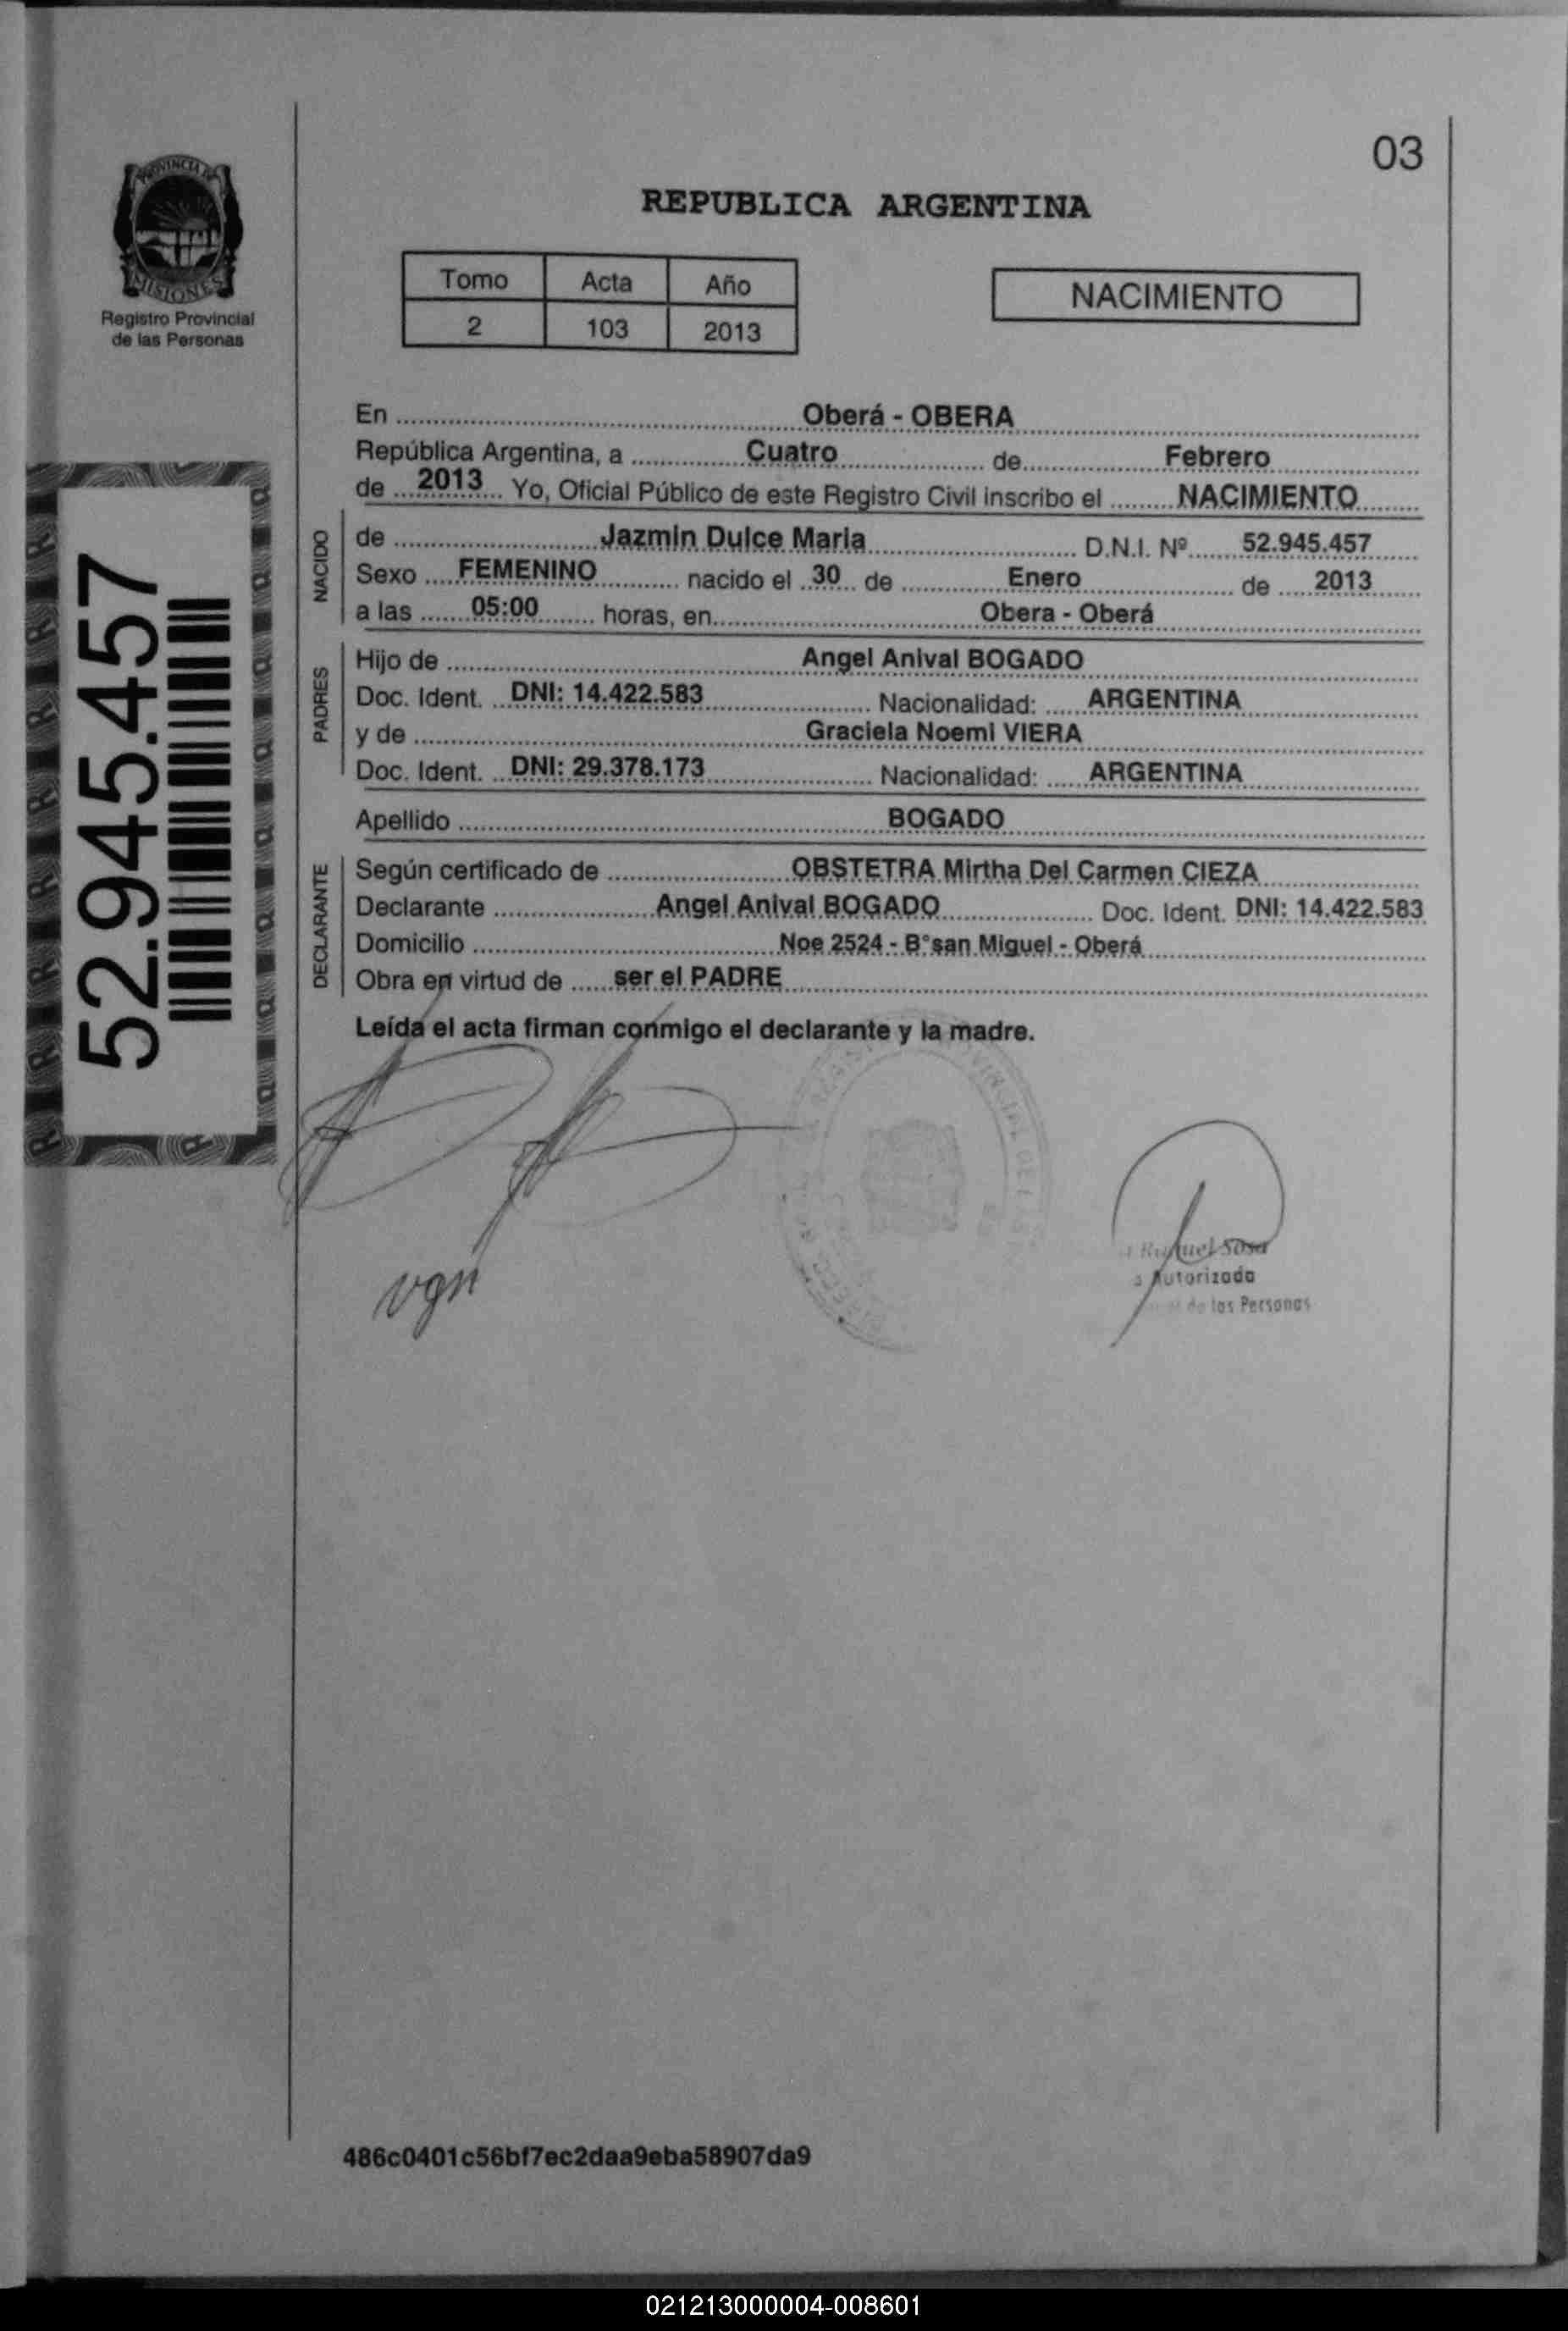 03
PROVINCIA DE
MISIONES
Registro Provincial
de las Personas
REPUBLICA ARGENTINA
Tomo Acta Año
2 103 2013
NACIMIENTO
En Oberá - OBERA
República Argentina, a Cuatro de Febrero
de 2013 Yo, Oficial Público de este Registro Civil inscribo el NACIMIENTO
NACIDO
de Jazmin Dulce Maria D.N.I. Nº 52.945.457
Sexo FEMENINO nacido el 30 de Enero de 2013
a las 05:00 horas, en Obera - Oberá
PADRES
Hijo de Angel Anival BOGADO
Doc. Ident. DNI: 14.422.583 Nacionalidad: ARGENTINA
y de Graciela Noemi VIERA
Doc. Ident. DNI: 29.378.173 Nacionalidad: ARGENTINA
Apellido BOGADO
DECLARANTE
Según certificado de OBSTETRA Mirtha Del Carmen CIEZA
Declarante Angel Anival BOGADO Doc. Ident. DNI: 14.422.583
Domicilio Noe 2524 - B°san Miguel - Oberá
Obra en virtud de ser el PADRE
Leída el acta firman conmigo el declarante y la madre.
52.945.457
vgn
Sosa
Autorizada
de las Personas
486c0401c56bf7ec2daa9eba58907da9
021213000004-008601